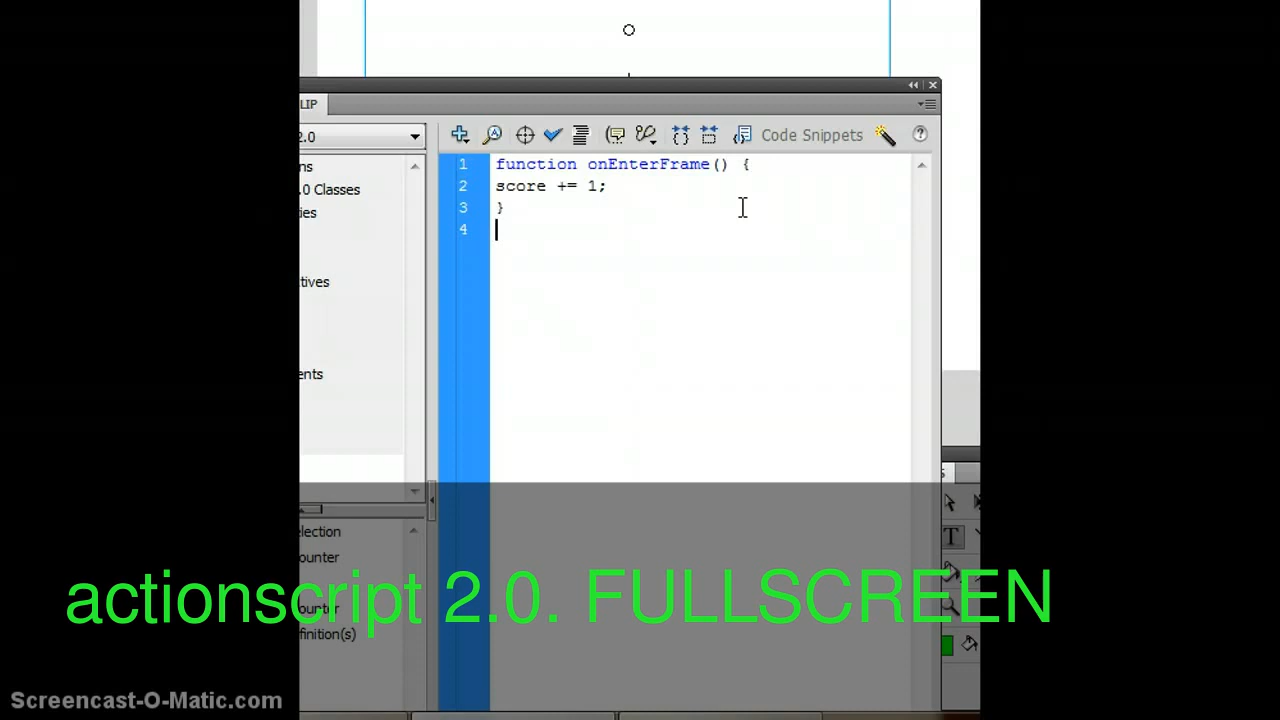 LIP
2.0
Code Snippets
ns
.0 Classes
ies
tives
ents
1 function onEnterFrame() {
2 score += 1;
3 }
4
election
ounter
ounter
finition(s)
T
actionscript 2.0. FULLSCREEN
Screencast-O-Matic.com